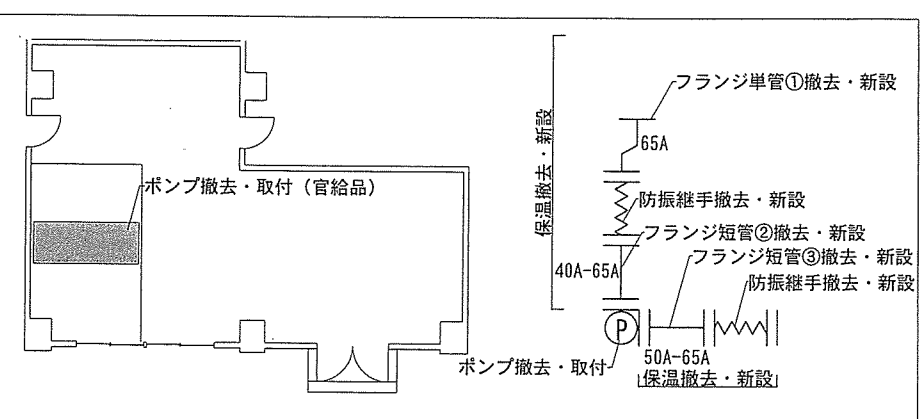 ポンプ撤去・取付（官給品）
保温撤去・新設
フランジ単管①撤去・新設
65A
防振継手撤去・新設
フランジ短管②撤去・新設
フランジ短管③撤去・新設
40A-65A
防振継手撤去・新設
P
50A-65A
ポンプ撤去・取付
保温撤去・新設